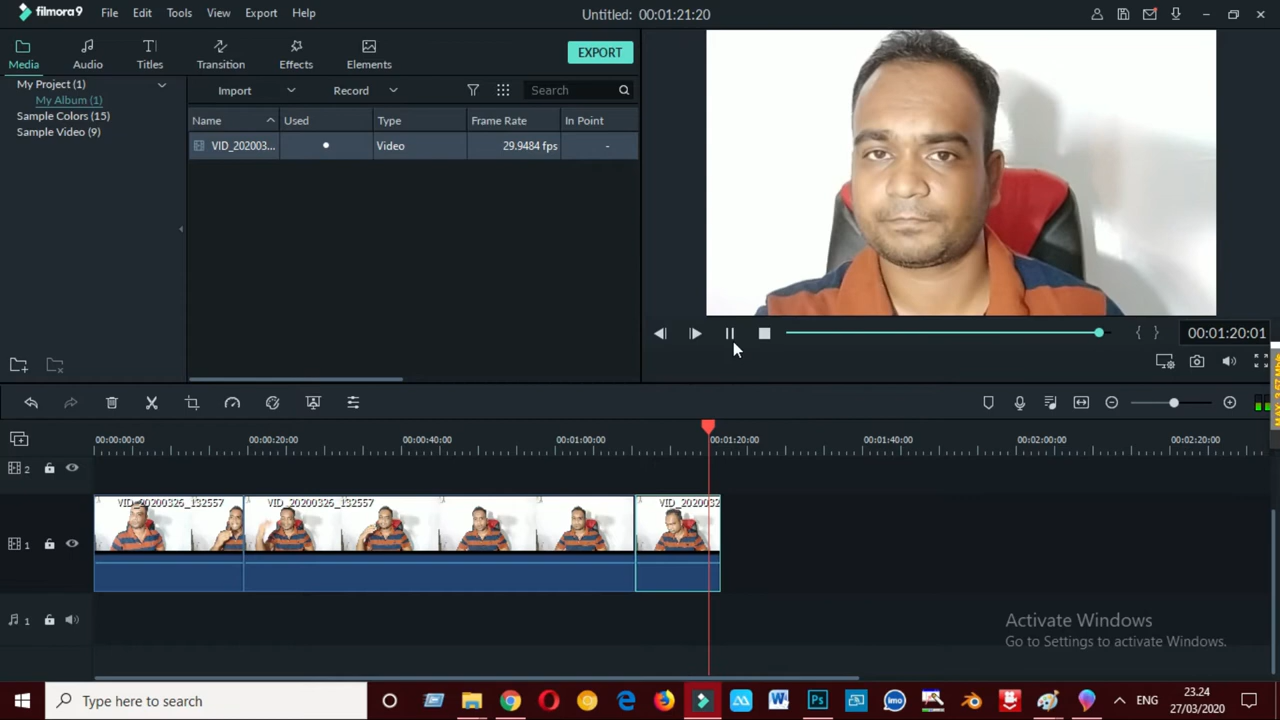 filmora9 File Edit Tools View Export Help Untitled: 00:01:21:20
Media Audio Titles Transition Effects Elements EXPORT
My Project (1)
My Album (1)
Sample Colors (15)
Sample Video (9)
Import Record Search
Name Used Type Frame Rate In Point
VID_202003... Video 29.9484 fps -
00:01:20:01
00:00:00:00 00:00:20:00 00:00:40:00 00:01:00:00 00:01:20:00 00:01:40:00 00:02:00:00 00:02:20:00
2
VID_20200326_132557 VID_20200326_132557 VID_2020032
1
1
Activate Windows
Go to Settings to activate Windows.
Type here to search
imo
ENG
23.24
27/03/2020